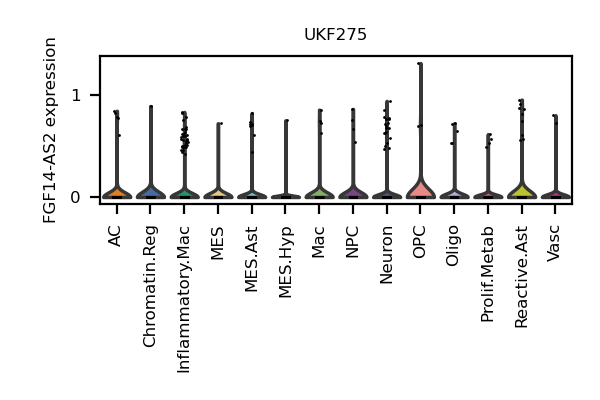 UKF275
FGF14-AS2 expression
1
0
AC
Chromatin.Reg
Inflammatory.Mac
MES
MES.Ast
MES.Hyp
Mac
NPC
Neuron
OPC
Oligo
Prolif.Metab
Reactive.Ast
Vasc